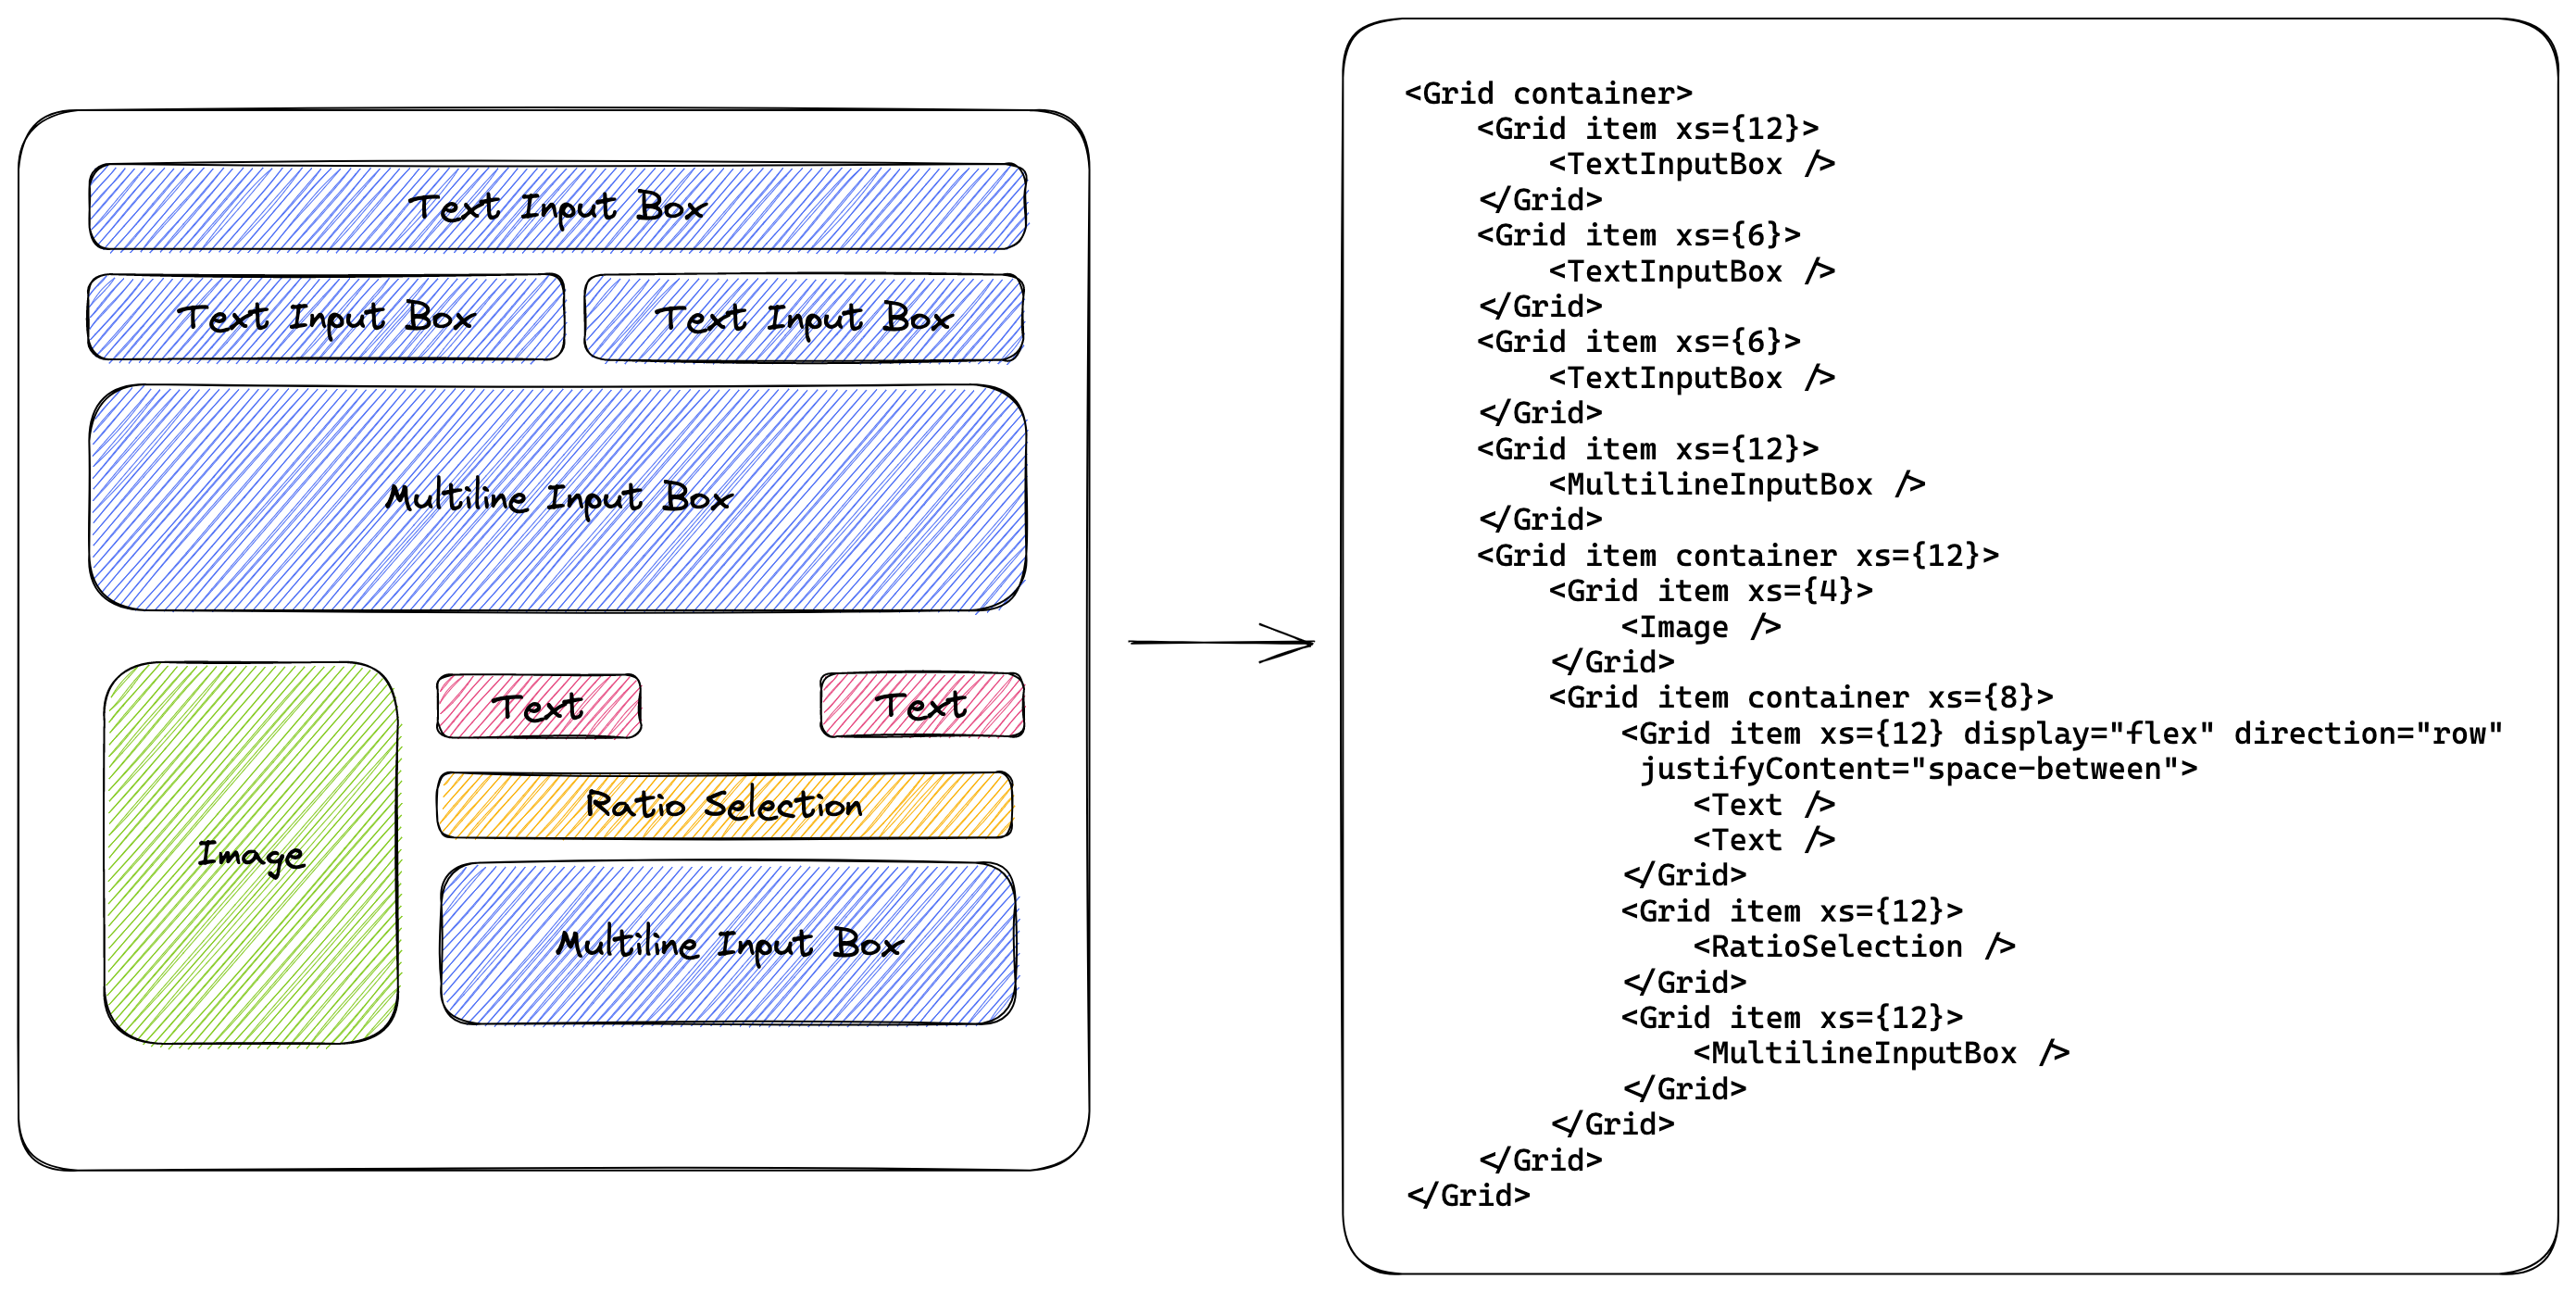 Text Input Box
Text Input Box Text Input Box
Multiline Input Box
Text Text
Ratio Selection
Image
Multiline Input Box
<Grid container>
    <Grid item xs={12}>
        <TextInputBox />
    </Grid>
    <Grid item xs={6}>
        <TextInputBox />
    </Grid>
    <Grid item xs={6}>
        <TextInputBox />
    </Grid>
    <Grid item xs={12}>
        <MultilineInputBox />
    </Grid>
    <Grid item container xs={12}>
        <Grid item xs={4}>
            <Image />
        </Grid>
        <Grid item container xs={8}>
            <Grid item xs={12} display="flex" direction="row"
             justifyContent="space-between">
                <Text />
                <Text />
            </Grid>
            <Grid item xs={12}>
                <RatioSelection />
            </Grid>
            <Grid item xs={12}>
                <MultilineInputBox />
            </Grid>
        </Grid>
    </Grid>
</Grid>